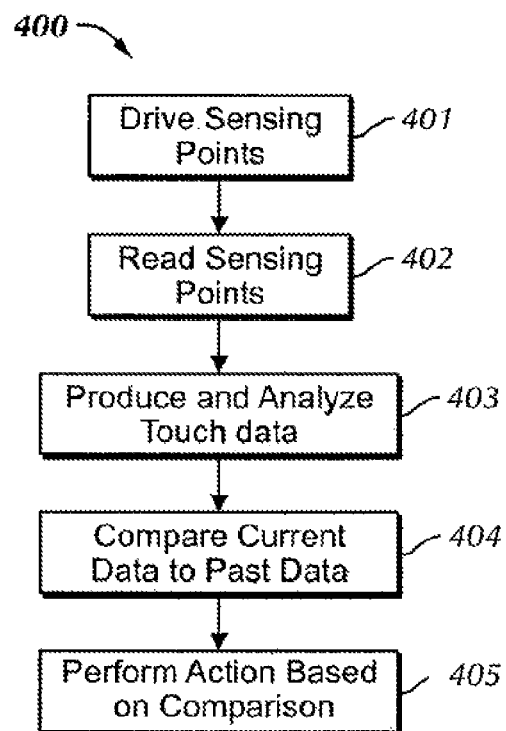 400
Drive Sensing
Points
401
Read Sensing
Points
402
Produce and Analyze
Touch data
403
Compare Current
Data to Past Data
404
Perform Action Based
on Comparison
405